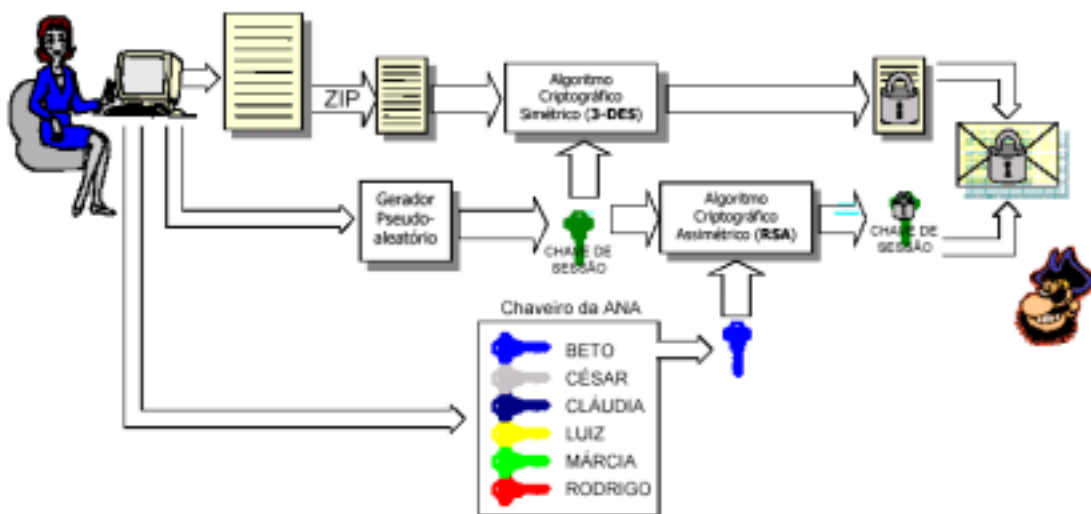 ZIP
Algoritmo
Criptográfico
Simétrico (3-DES)
Gerador
Pseudo-
aleatório
CHAVE DE
SESSÃO
Algoritmo
Criptográfico
Assimétrico (RSA)
CHAVE DE
SESSÃO
Chaveiro da ANA
BETO
CÉSAR
CLÁUDIA
LUIZ
MÁRCIA
RODRIGO